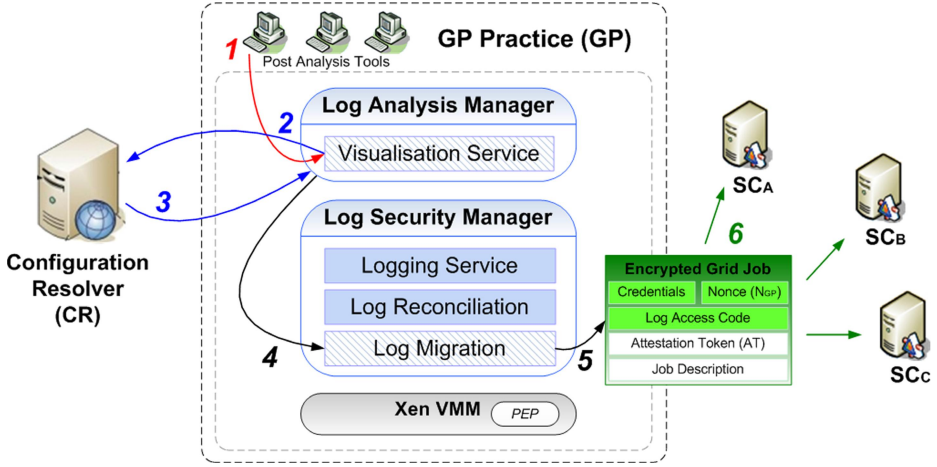 1
GP Practice (GP)
Post Analysis Tools
Log Analysis Manager
2
Visualisation Service
3
Configuration
Resolver
(CR)
Log Security Manager
Logging Service
Log Reconciliation
4
Log Migration
5
Xen VMM
PEP
Encrypted Grid Job
Credentials
Nonce (NGP)
Log Access Code
Attestation Token (AT)
Job Description
6
SCA
SCB
SCC